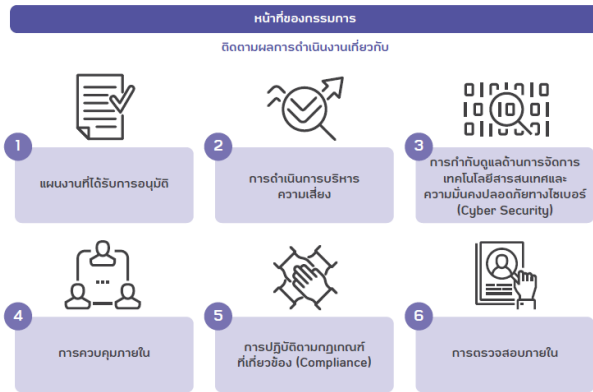 หน้าที่ของกรรมการ
ติดตามผลการดำเนินงานเกี่ยวกับ
1
แผนงานที่ได้รับการอนุมัติ
2
การดำเนินการบริหาร
ความเสี่ยง
3
การกำกับดูแลด้านการจัดการ
เทคโนโลยีสารสนเทศและ
ความมั่นคงปลอดภัยทางไซเบอร์
(Cyber Security)
4
การควบคุมภายใน
5
การปฏิบัติตามกฎเกณฑ์
ที่เกี่ยวข้อง (Compliance)
6
การตรวจสอบภายใน